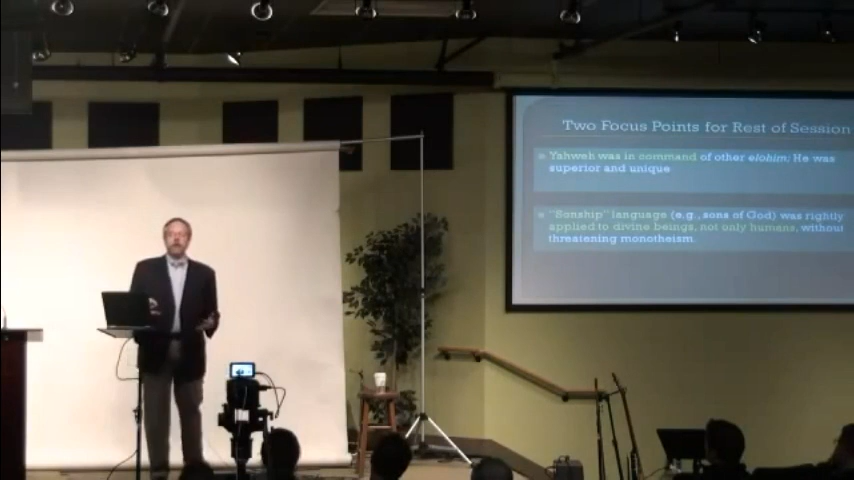 Two Focus Points for Rest of Session
Yahweh was in command of other elohim; He was
superior and unique
"Sonship" language (e.g., sons of God) was rightly
applied to divine beings, not only humans, without
threatening monotheism.